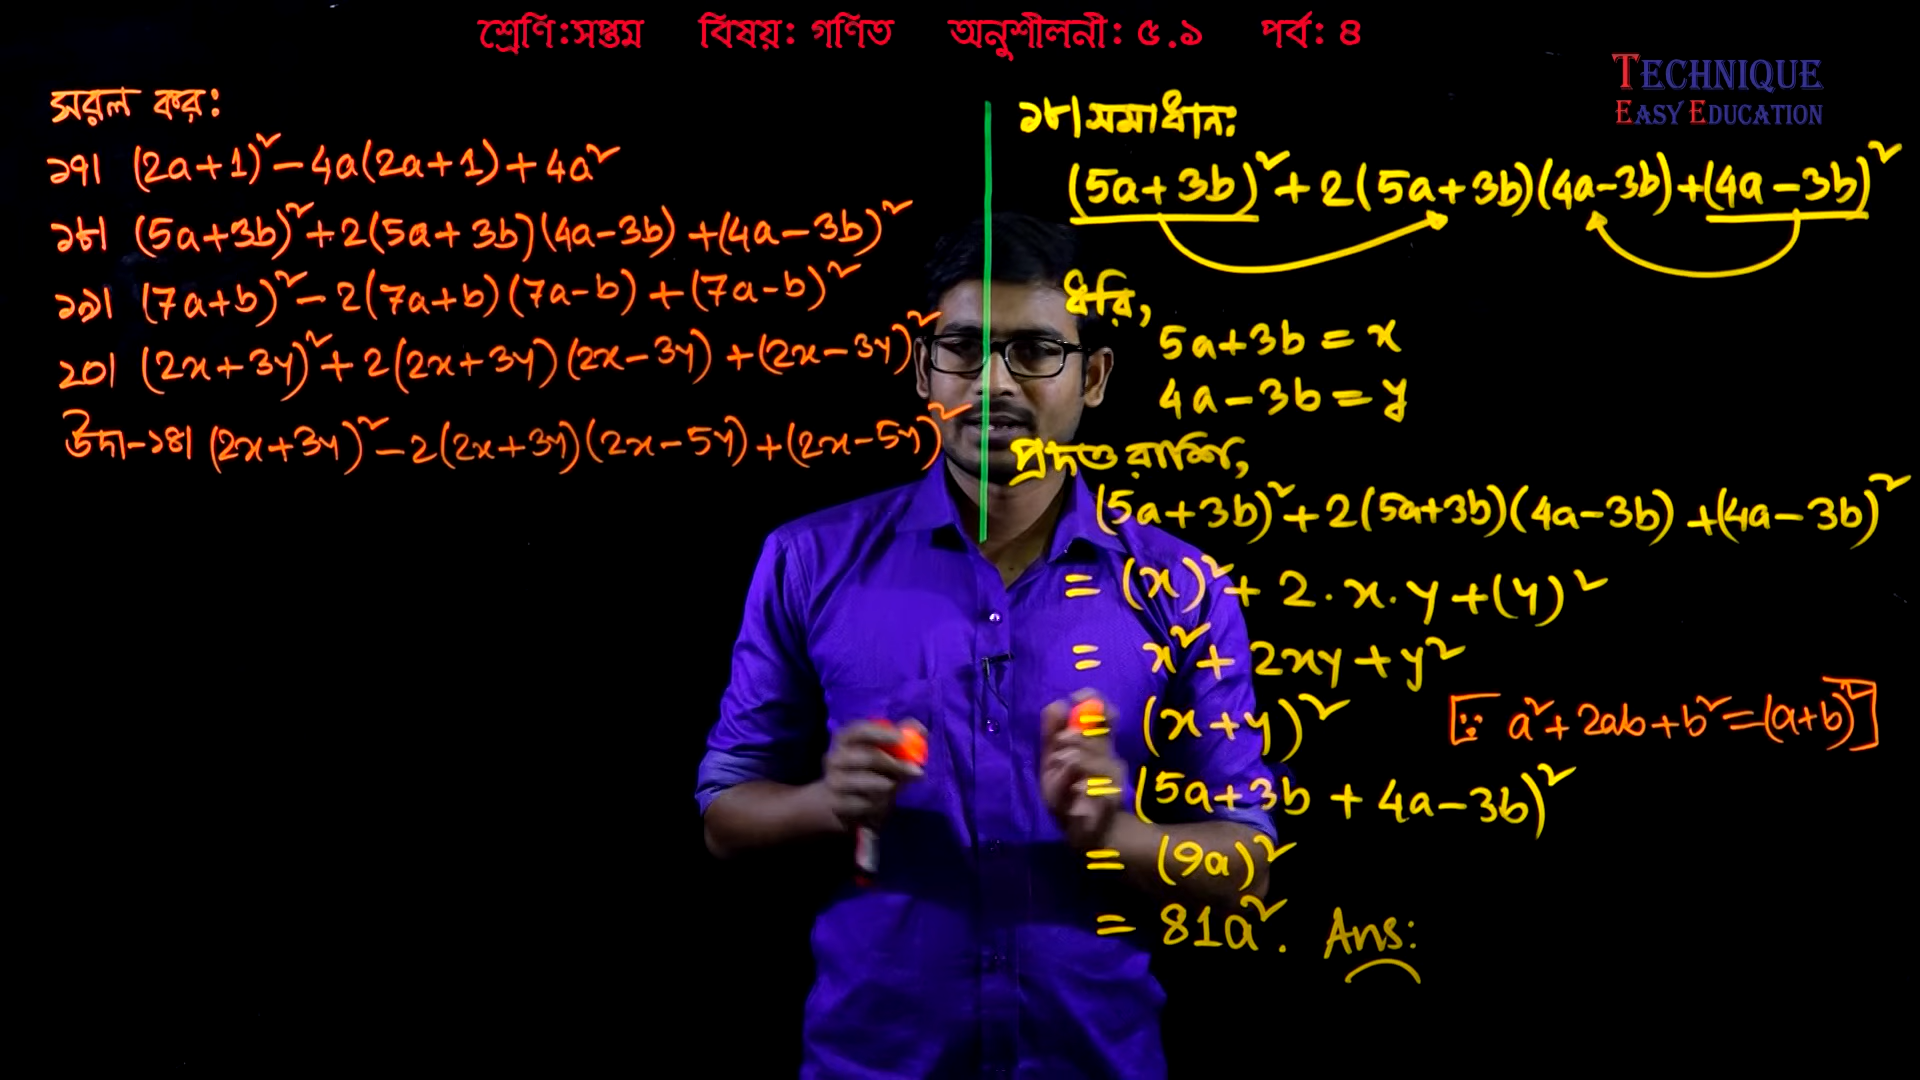 শ্রেণি:সপ্তম বিষয়: গণিত অনুশীলনী: ৫.১ পর্ব: ৪
TECHNIQUE
EASY EDUCATION
সরল কর:
১৭। (2a+1)² - 4a(2a+1) + 4a²
১৮। (5a+3b)² + 2(5a+3b)(4a-3b) + (4a-3b)²
১৯। (7a+b)² - 2(7a+b)(7a-b) + (7a-b)²
২০। (2x+3y)² + 2(2x+3y)(2x-3y) + (2x-3y)²
উদা-১৪। (2x+3y)² - 2(2x+3y)(2x-5y) + (2x-5y)²
১৮। সমাধান:
(5a+3b)² + 2(5a+3b)(4a-3b) + (4a-3b)²
ধরি,
5a+3b = x
4a-3b = y
প্রদত্ত রাশি,
(5a+3b)² + 2(5a+3b)(4a-3b) + (4a-3b)²
= (x)² + 2·x·y + (y)²
= x² + 2xy + y²
= (x+y)² [∵ a²+2ab+b²=(a+b)²]
= (5a+3b + 4a-3b)²
= (9a)²
= 81a². Ans: